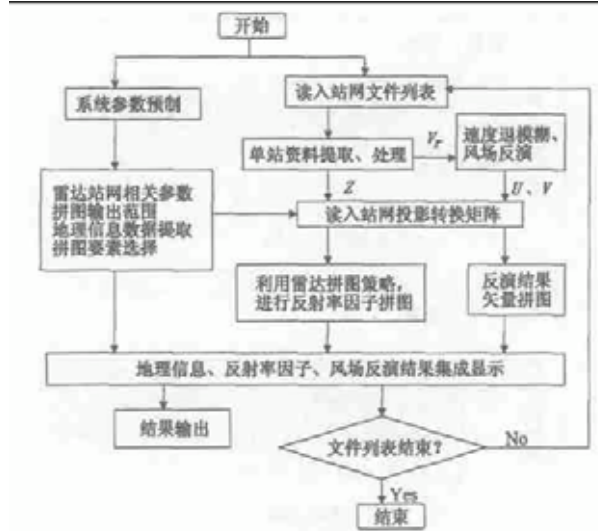 开始
系统参数预制
读入站网文件列表
单站资料提取、处理
Vr
速度退模糊、
风场反演
Z
U、V
雷达站网相关参数
拼图输出范围
地理信息数据提取
拼图要素选择
读入站网投影转换矩阵
利用雷达拼图策略，
进行反射率因子拼图
反演结果
矢量拼图
地理信息、反射率因子、风场反演结果集成显示
结果输出
文件列表结束？
No
Yes
结束